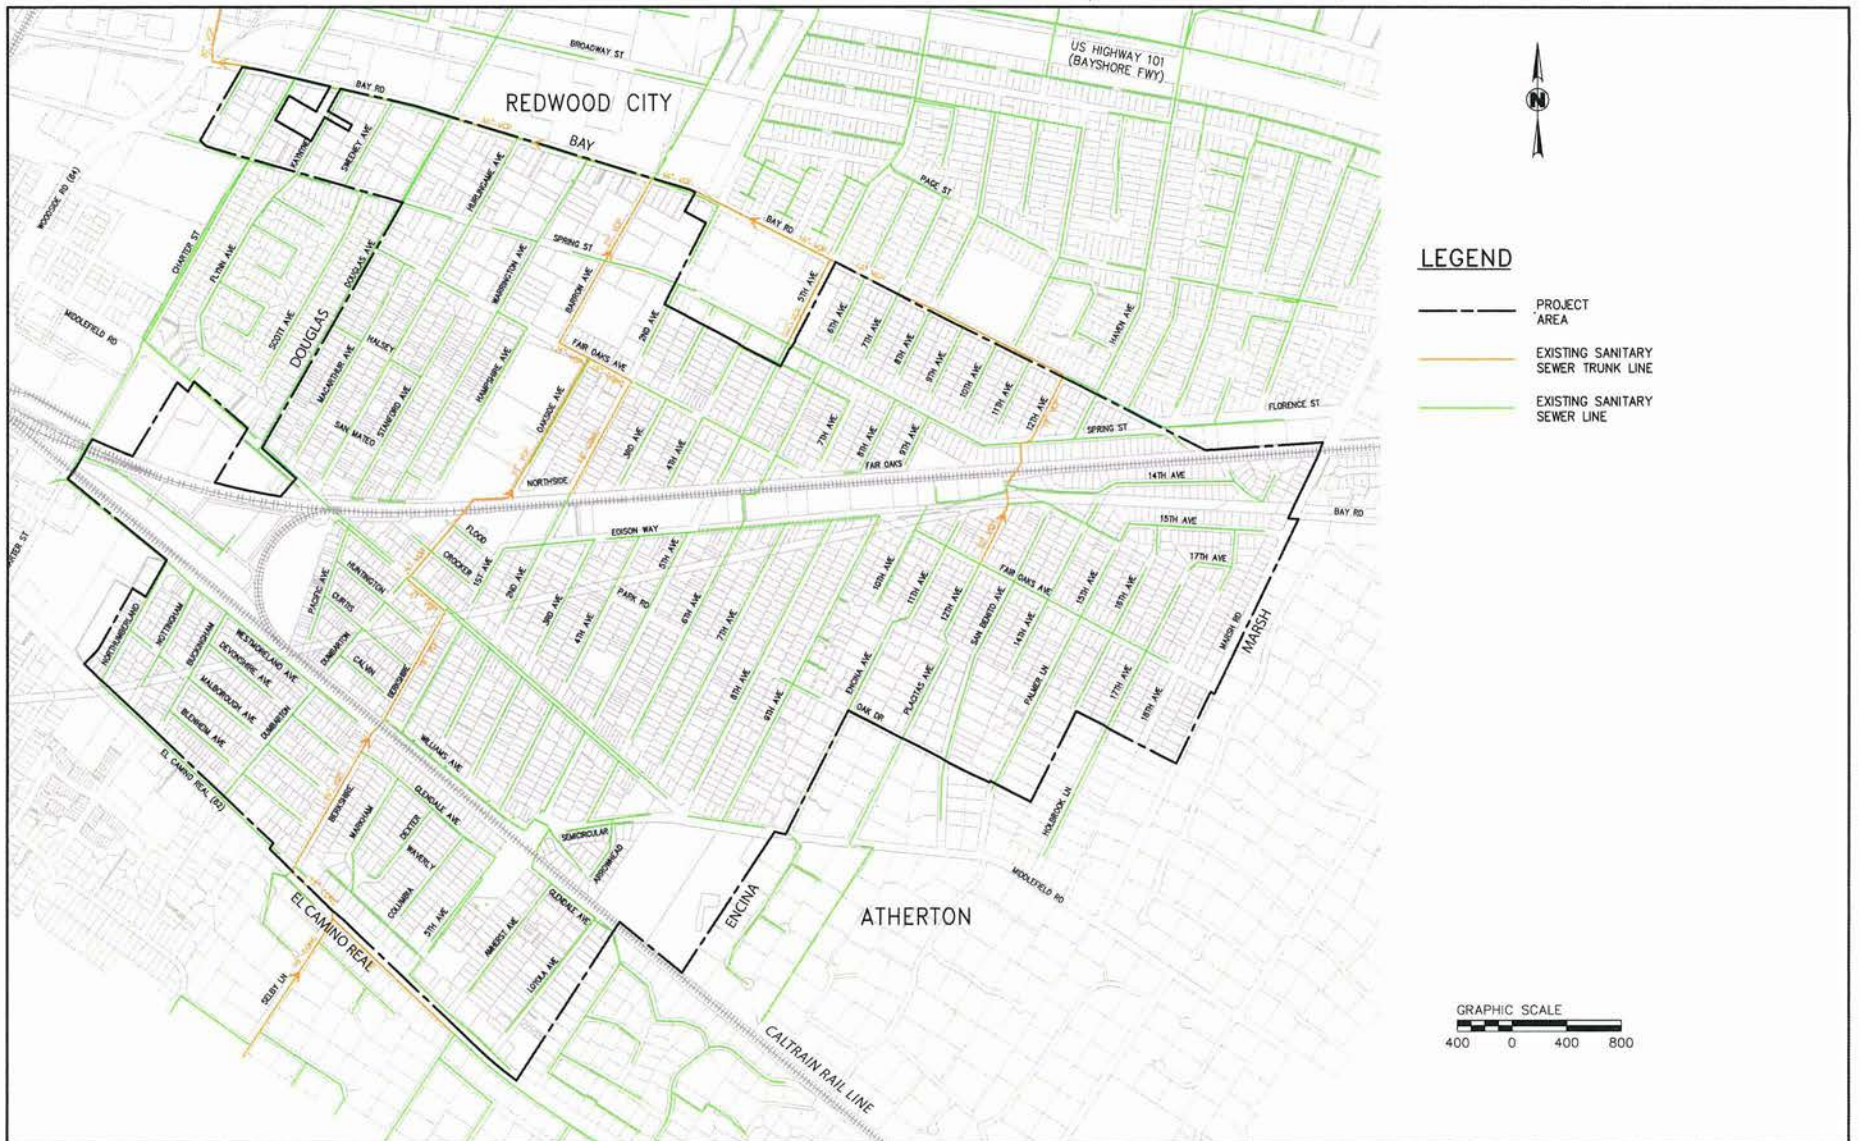 BROADWAY ST
US HIGHWAY 101
(BAYSHORE FWY)
BAY RD
REDWOOD CITY
BAY
KAYNYNE
SWEENEY AVE
HURLINGAME AVE
WOODSIDE RD (84)
PAGE ST
BAY RD
CHARTER ST
FLYNN AVE
DOUGLAS AVE
SPRING ST
WARRINGTON AVE
BARRON AVE
5TH AVE
LEGEND
PROJECT
AREA
EXISTING SANITARY
SEWER TRUNK LINE
EXISTING SANITARY
SEWER LINE
MIDDLEFIELD RD
SCOTT AVE
DOUGLAS
HALSEY
MACARTHUR AVE
STANFORD AVE
SAN MATEO
HAMPSHIRE AVE
FAIR OAKS AVE
2ND AVE
OAKSIDE AVE
3RD AVE
4TH AVE
6TH AVE
7TH AVE
8TH AVE
9TH AVE
10TH AVE
11TH AVE
12TH AVE
HAVEN AVE
7TH AVE
8TH AVE
9TH AVE
FLORENCE ST
SPRING ST
FAIR OAKS
NORTHSIDE
14TH AVE
BAY RD
15TH AVE
17TH AVE
EDISON WAY
FLOOD
CROCKER
1ST AVE
2ND AVE
3RD AVE
4TH AVE
PARK RD
5TH AVE
6TH AVE
7TH AVE
8TH AVE
9TH AVE
10TH AVE
11TH AVE
12TH AVE
FAIR OAKS AVE
SAN BENITO AVE
14TH AVE
15TH AVE
16TH AVE
MARSH RD
MARSH
ENCINA AVE
PLACITAS AVE
PALMER LN
17TH AVE
18TH AVE
OAK DR
HUNTINGTON
PACIFIC AVE
CURTIS
DUMBARTON
CALVIN
BERKSHIRE
NORTHUMBERLAND
NOTTINGHAM
BUCKINGHAM
WESTMORELAND AVE
DEVONSHIRE AVE
MALBOROUGH AVE
BLENHEIM AVE
DUMBARTON
EL CAMINO REAL (82)
WILLIAMS AVE
GLENDALE AVE
BERKSHIRE
MARKHAM
DEXTER
WAVERLY
COLUMBIA
5TH AVE
SEMICIRCULAR
ARROWHEAD
GLENDALE AVE
AMHERST AVE
LOYOLA AVE
HOLBROOK LN
MIDDLEFIELD RD
ENCINA
ATHERTON
EL CAMINO REAL
SELBY LN
CALTRAIN RAIL LINE
N
GRAPHIC SCALE
400 0 400 800